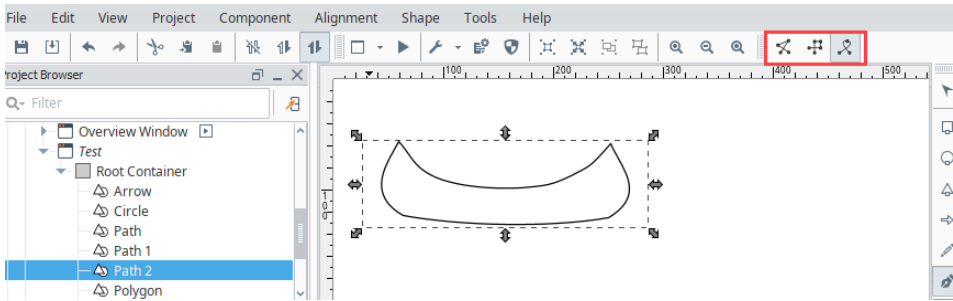 File Edit View Project Component Alignment Shape Tools Help
Project Browser
Filter
Overview Window
Test
Root Container
Arrow
Circle
Path
Path 1
Path 2
Polygon
100 200 300 400 500
100